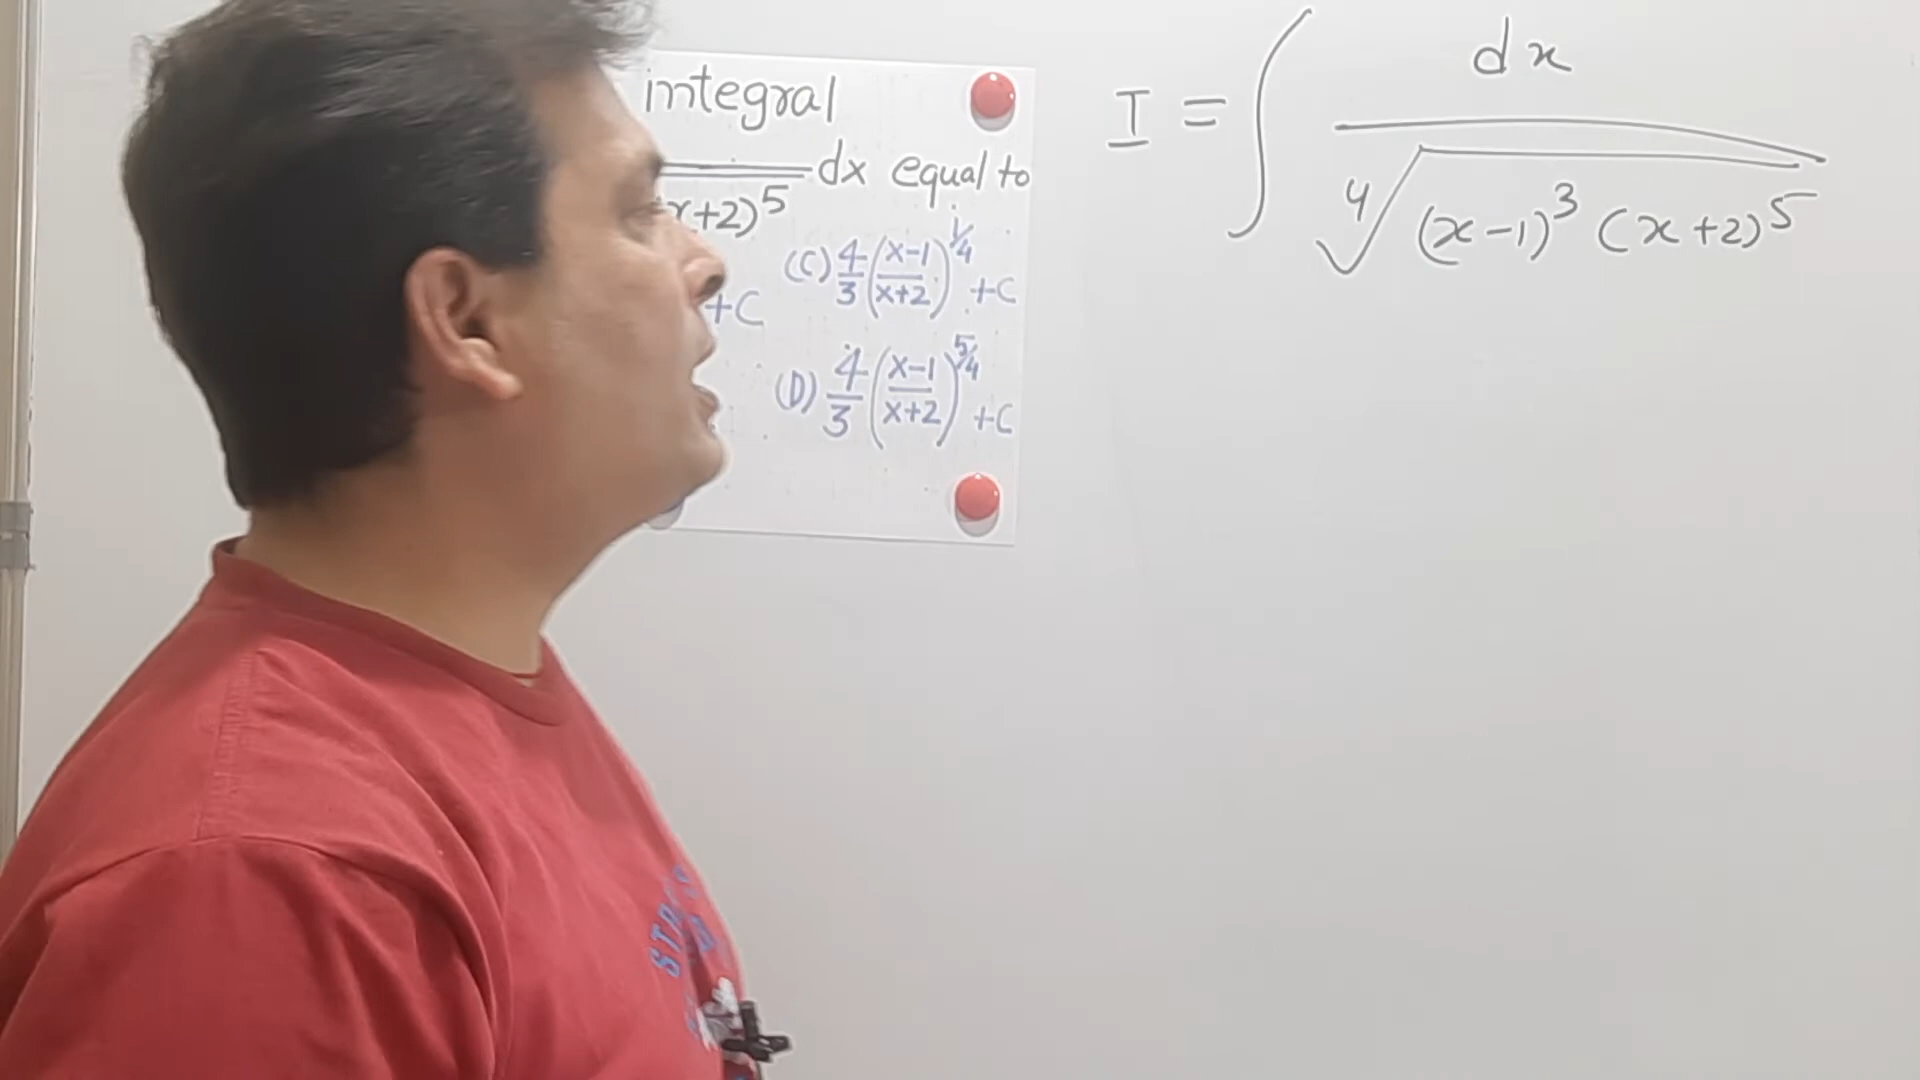 integral
dx equal to
x+2)^5
(C) 4/3 ((x-1)/(x+2))^(1/4) +C
+C
(D) 4/3 ((x-1)/(x+2))^(5/4) +C
I = ∫ dx / ∜((x-1)^3 (x+2)^5)